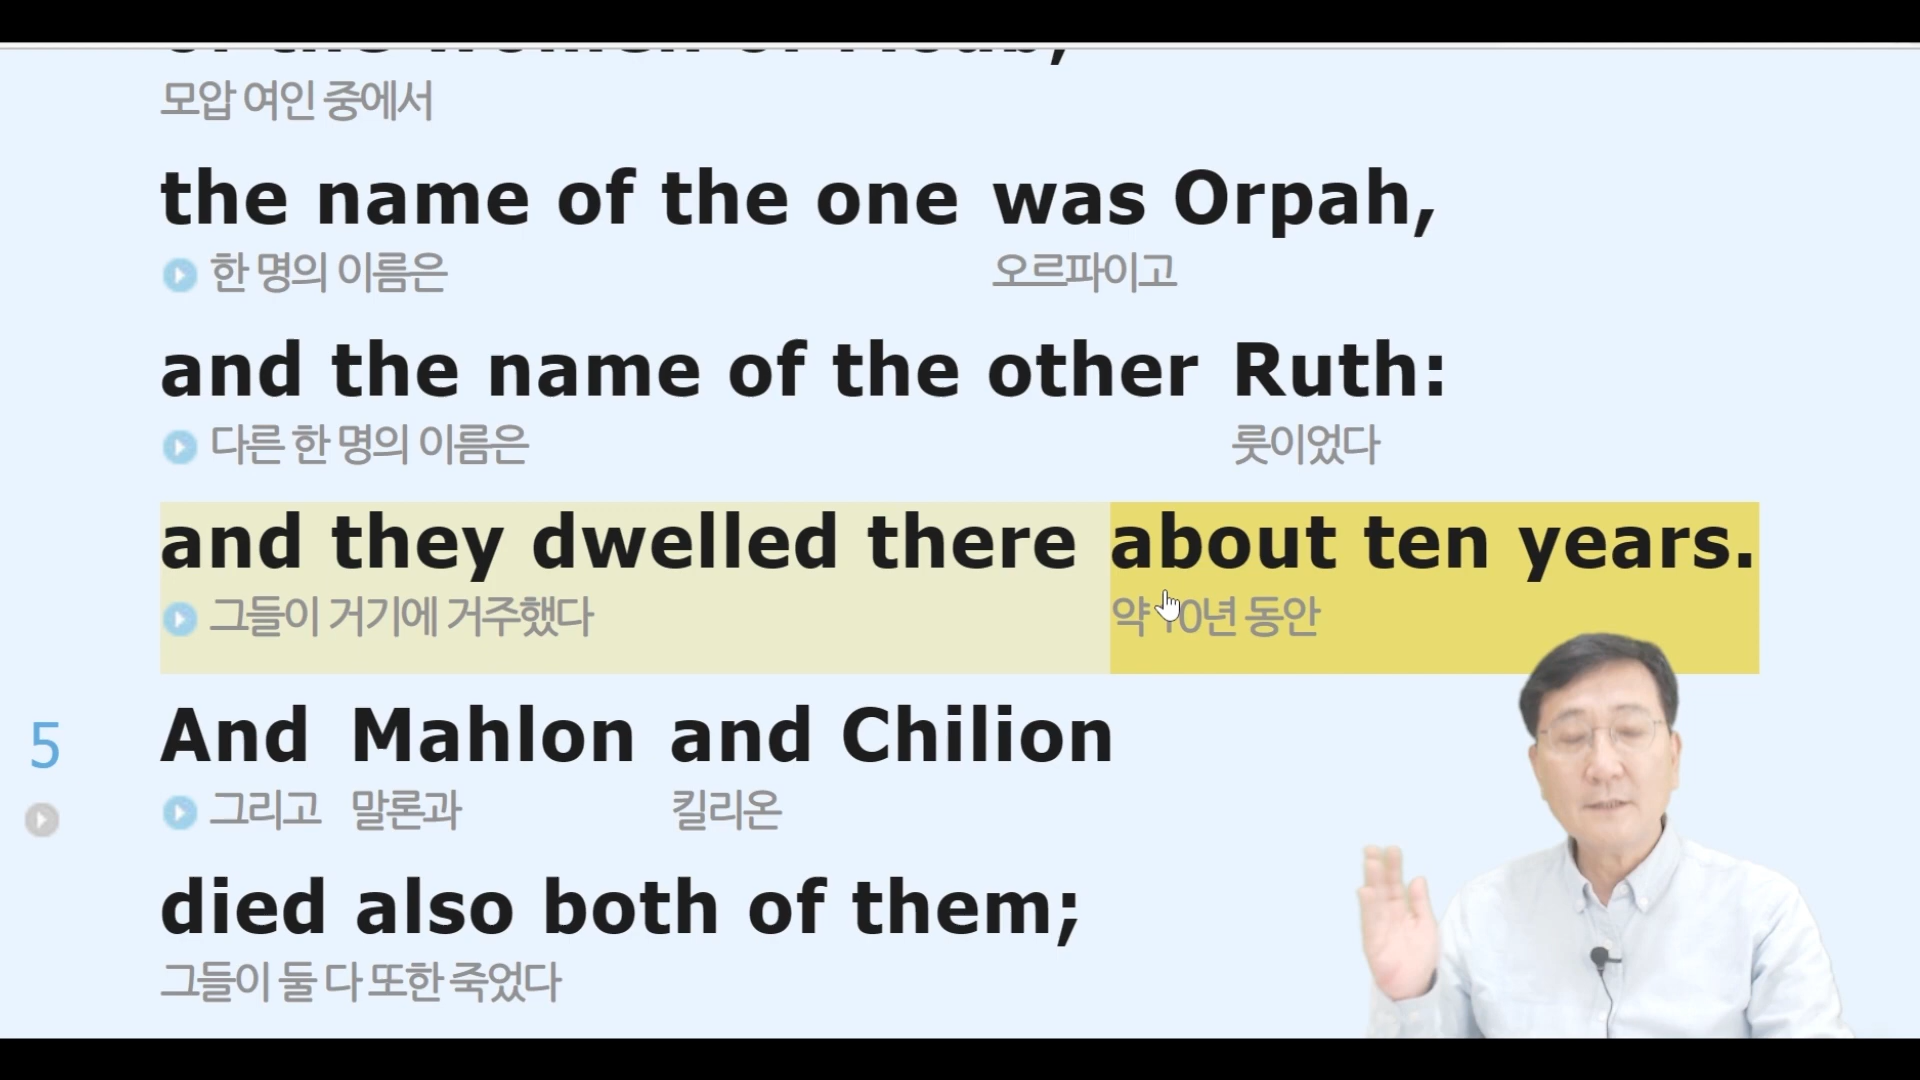 of the women of Moab,
모압 여인 중에서
the name of the one was Orpah,
한 명의 이름은 오르파이고
and the name of the other Ruth:
다른 한 명의 이름은 룻이었다
and they dwelled there about ten years.
그들이 거기에 거주했다 약 10년 동안
5 And Mahlon and Chilion
그리고 말론과 킬리온
died also both of them;
그들이 둘 다 또한 죽었다